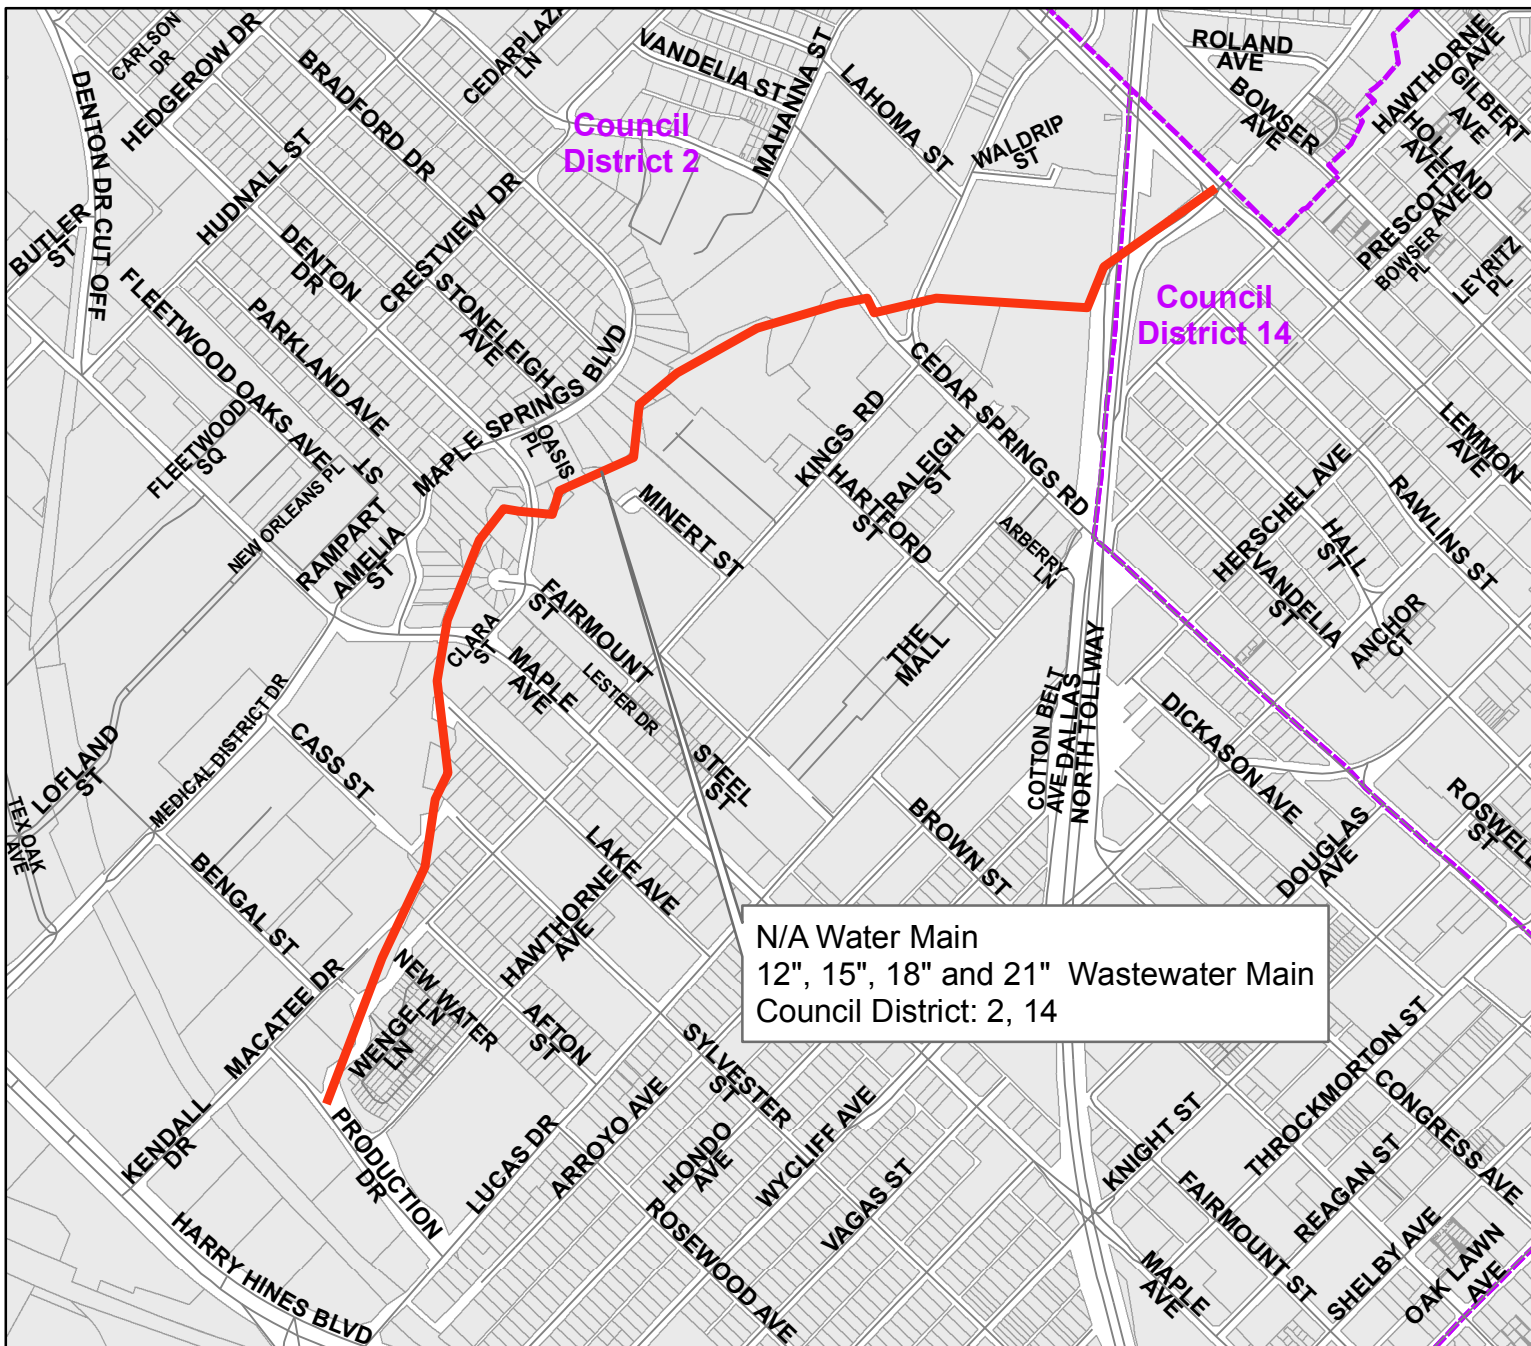 CARLSON
DR
HEDGEROW DR
BRADFORD DR
CEDARPLAZA
LN
VANDELIA ST
MAHANNA ST
LAHOMA ST
WALDRIP
ST
ROLAND
AVE
BOWSER
AVE
HAWTHORNE
AVE
GILBERT
AVE
HOLLAND
AVE
PRESCOTT
AVE
BOWSER
PL
LEYRITZ
PL
DENTON DR CUT OFF
HUDNALL ST
BUTLER
ST
Council
District 2
DENTON
DR
CRESTVIEW DR
STONELEIGH
AVE
FLEETWOOD OAKS AVE
PARKLAND AVE
MAPLE SPRINGS BLVD
OASIS
PL
FLEETWOOD
SQ
NEW ORLEANS PL
RAMPART
ST
AMELIA
ST
Council
District 14
CEDAR SPRINGS RD
KINGS RD
HARTFORD
ST
RALEIGH
ST
ARBERRY
LN
MINERT ST
LEMMON
AVE
RAWLINS ST
HERSCHEL AVE
HALL
ST
VANDELIA
ST
ANCHOR
CT
FAIRMOUNT
ST
CLARA
ST
MAPLE
AVE
LESTER DR
THE
MALL
STEEL
ST
COTTON BELT
AVE
DALLAS
NORTH TOLLWAY
DICKASON AVE
DOUGLAS
AVE
ROSWELL
ST
LOFLAND
ST
TEX OAK
AVE
MEDICAL DISTRICT DR
CASS ST
BENGAL ST
LAKE AVE
HAWTHORNE
AVE
BROWN ST
N/A Water Main
12", 15", 18" and 21" Wastewater Main
Council District: 2, 14
MACATEE DR
NEW WATER
LN
WENGE
LN
AFTON
ST
SYLVESTER
ST
KENDALL
DR
PRODUCTION
DR
LUCAS DR
ARROYO AVE
HONDO
AVE
WYCLIFF AVE
VAGAS ST
ROSEWOOD AVE
HARRY HINES BLVD
KNIGHT ST
THROCKMORTON ST
CONGRESS AVE
REAGAN ST
FAIRMOUNT ST
SHELBY AVE
MAPLE
AVE
OAK LAWN
AVE